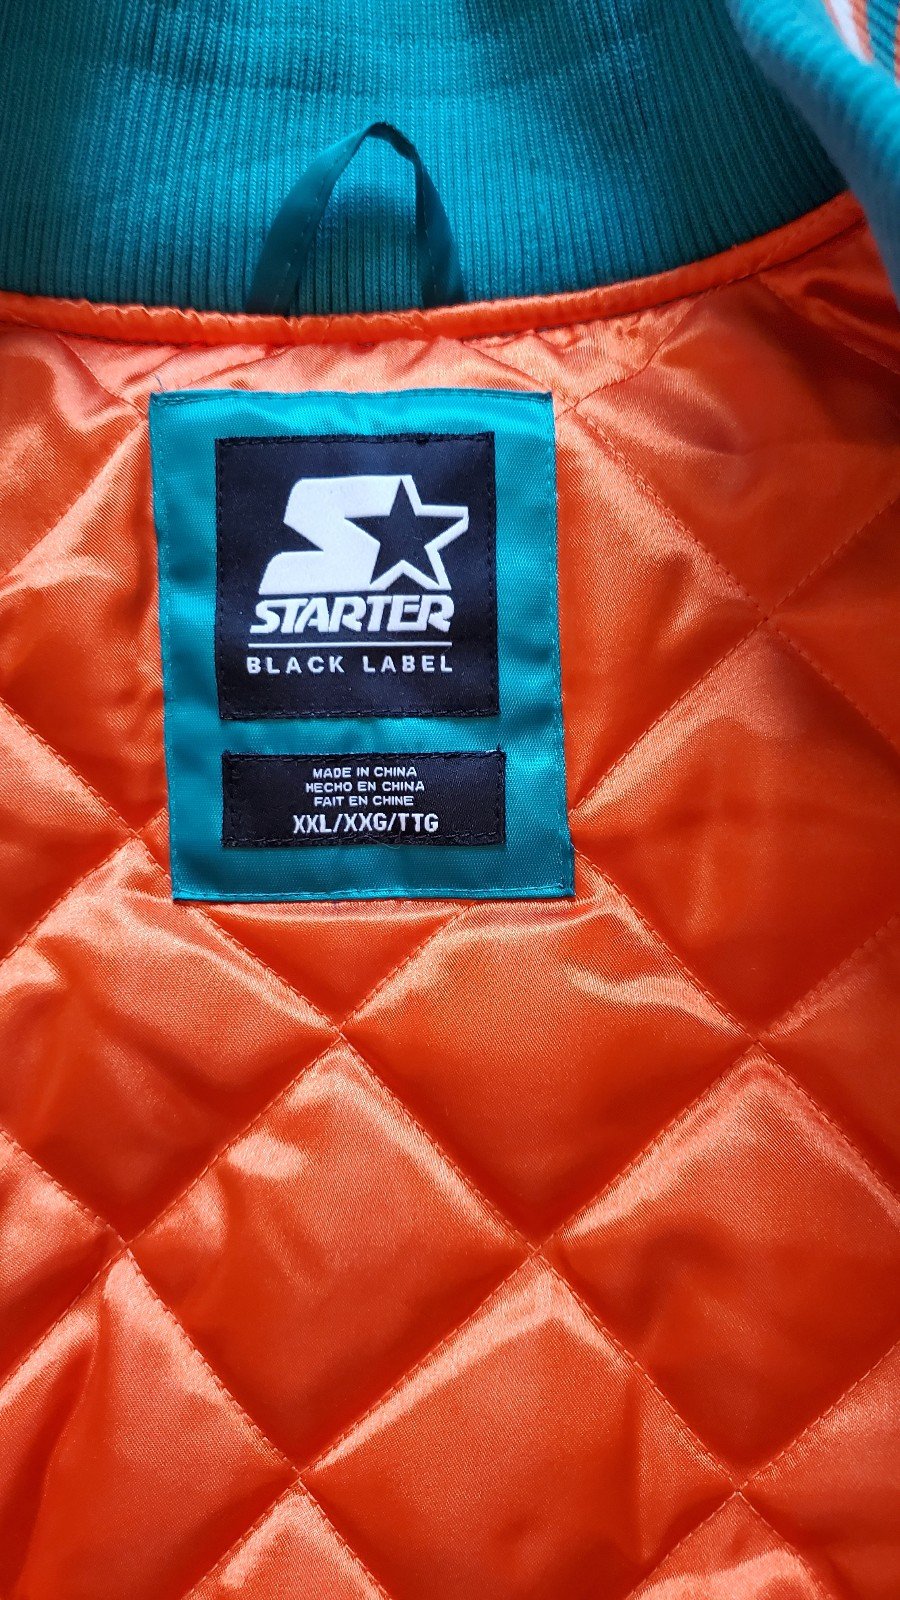 STARTER
BLACK LABEL
MADE IN CHINA
HECHO EN CHINA
FAIT EN CHINE
XXL/XXG/TTG